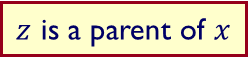 z is a parent of x